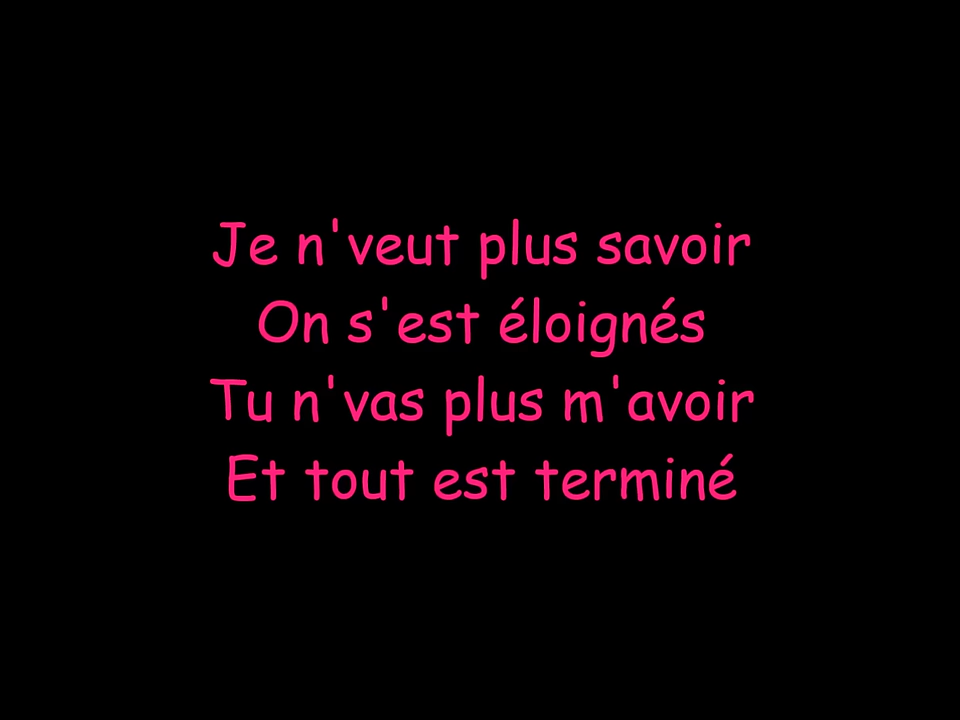 Je n'veut plus savoir
On s'est éloignés
Tu n'vas plus m'avoir
Et tout est terminé